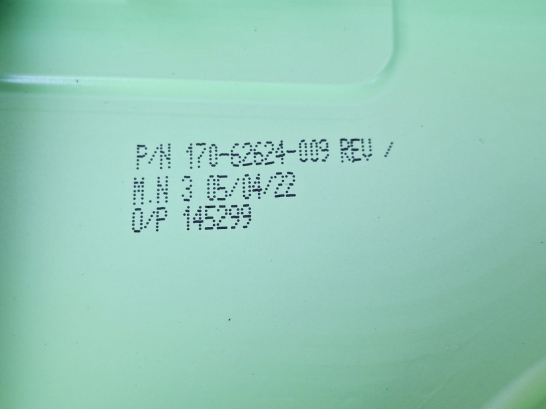 P/N 170-62624-009 REV /
M.N 3 05/04/22
O/P 145299